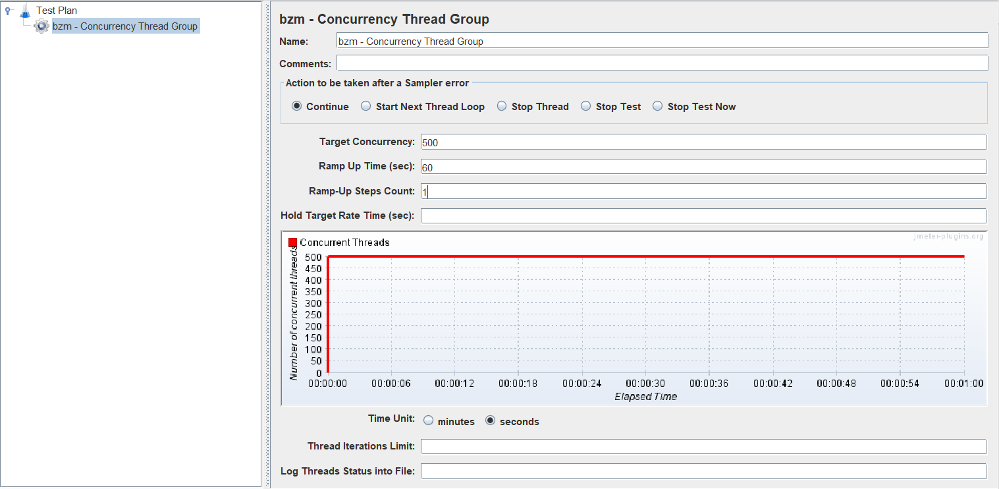 Test Plan
bzm - Concurrency Thread Group
bzm - Concurrency Thread Group
Name: bzm - Concurrency Thread Group
Comments:
Action to be taken after a Sampler error
Continue Start Next Thread Loop Stop Thread Stop Test Stop Test Now
Target Concurrency: 500
Ramp Up Time (sec): 60
Ramp-Up Steps Count: 1
Hold Target Rate Time (sec):
jmeter-plugins.org
Concurrent Threads
Number of concurrent threads
500
450
400
350
300
250
200
150
100
50
0
00:00:00 00:00:06 00:00:12 00:00:18 00:00:24 00:00:30 00:00:36 00:00:42 00:00:48 00:00:54 00:01:00
Elapsed Time
Time Unit: minutes seconds
Thread Iterations Limit:
Log Threads Status into File: